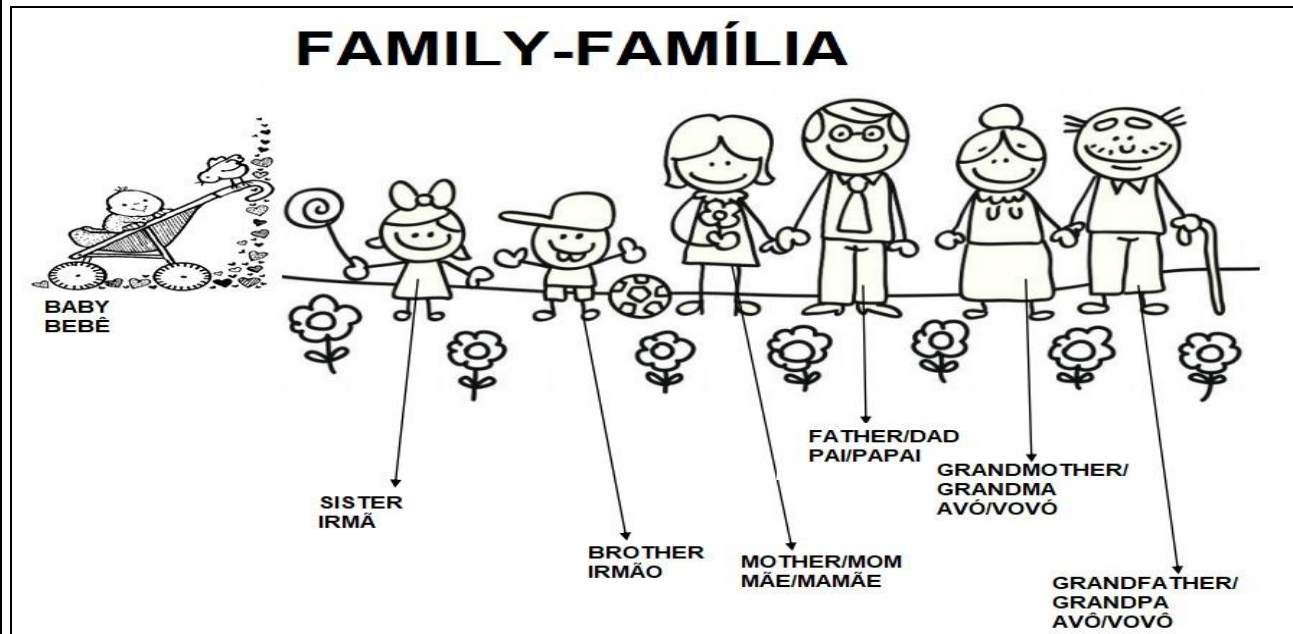 FAMILY-FAMÍLIA
BABY
BEBÊ
SISTER
IRMÃ
BROTHER
IRMÃO
MOTHER/MOM
MÃE/MAMÃE
FATHER/DAD
PAI/PAPAI
GRANDMOTHER/
GRANDMA
AVÓ/VOVÓ
GRANDFATHER/
GRANDPA
AVÔ/VOVÔ